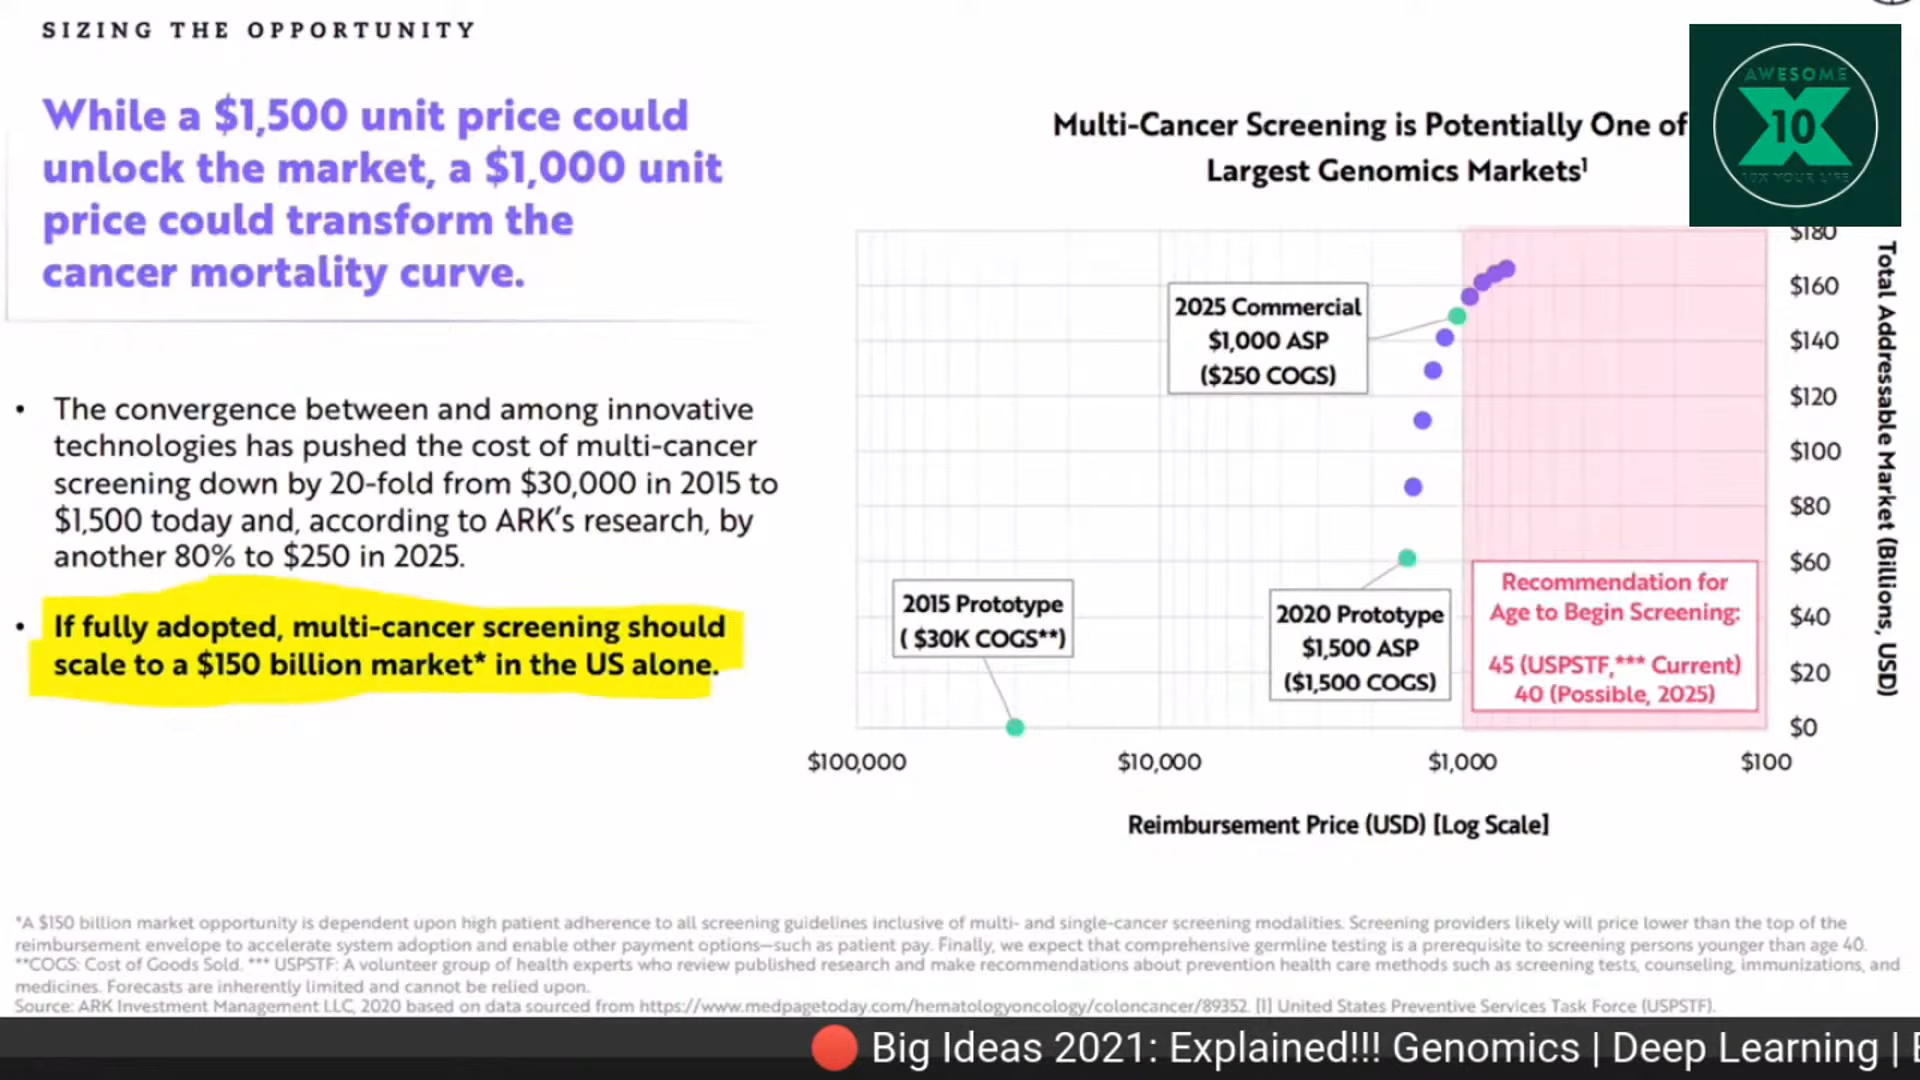 SIZING THE OPPORTUNITY
While a $1,500 unit price could
unlock the market, a $1,000 unit
price could transform the
cancer mortality curve.
• The convergence between and among innovative
technologies has pushed the cost of multi-cancer
screening down by 20-fold from $30,000 in 2015 to
$1,500 today and, according to ARK's research, by
another 80% to $250 in 2025.
• If fully adopted, multi-cancer screening should
scale to a $150 billion market* in the US alone.
Multi-Cancer Screening is Potentially One of
Largest Genomics Markets¹
AWESOME
10
10X YOUR LIFE
2025 Commercial
$1,000 ASP
($250 COGS)
2015 Prototype
( $30K COGS**)
2020 Prototype
$1,500 ASP
($1,500 COGS)
Recommendation for
Age to Begin Screening:
45 (USPSTF,*** Current)
40 (Possible, 2025)
$180
$160
$140
$120
$100
$80
$60
$40
$20
$0
Total Addressable Market (Billions, USD)
$100,000
$10,000
$1,000
$100
Reimbursement Price (USD) [Log Scale]
*A $150 billion market opportunity is dependent upon high patient adherence to all screening guidelines inclusive of multi- and single-cancer screening modalities. Screening providers likely will price lower than the top of the
reimbursement envelope to accelerate system adoption and enable other payment options—such as patient pay. Finally, we expect that comprehensive germline testing is a prerequisite to screening persons younger than age 40.
**COGS: Cost of Goods Sold. *** USPSTF: A volunteer group of health experts who review published research and make recommendations about prevention health care methods such as screening tests, counseling, immunizations, and
medicines. Forecasts are inherently limited and cannot be relied upon.
Source: ARK Investment Management LLC, 2020 based on data sourced from https://www.medpagetoday.com/hematologyoncology/coloncancer/89352. [1] United States Preventive Services Task Force (USPSTF).
Big Ideas 2021: Explained!!! Genomics | Deep Learning |